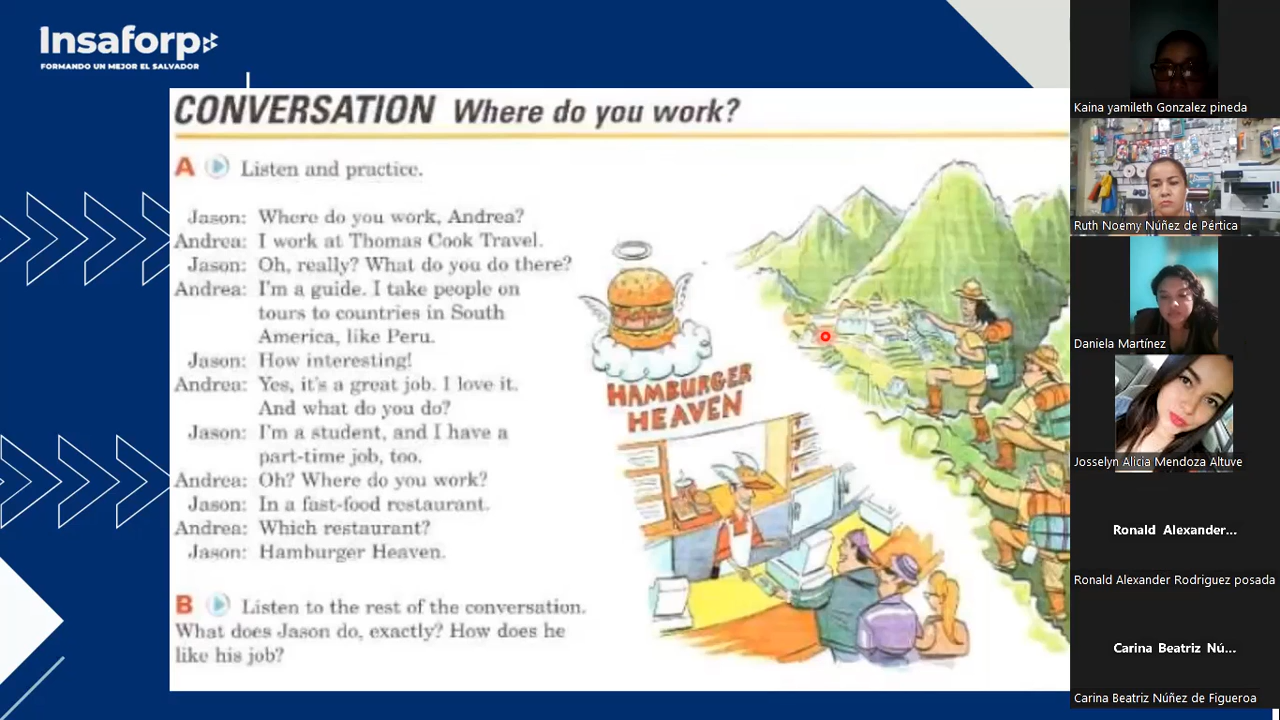 Insaforp
FORMANDO UN MEJOR EL SALVADOR
CONVERSATION Where do you work?
A Listen and practice.
Jason: Where do you work, Andrea?
Andrea: I work at Thomas Cook Travel.
Jason: Oh, really? What do you do there?
Andrea: I'm a guide. I take people on
tours to countries in South
America, like Peru.
Jason: How interesting!
Andrea: Yes, it's a great job. I love it.
And what do you do?
Jason: I'm a student, and I have a
part-time job, too.
Andrea: Oh? Where do you work?
Jason: In a fast-food restaurant.
Andrea: Which restaurant?
Jason: Hamburger Heaven.
B Listen to the rest of the conversation.
What does Jason do, exactly? How does he
like his job?
HAMBURGER
HEAVEN
Kaina yamileth Gonzalez pineda
Ruth Noemy Núñez de Pértica
Daniela Martínez
Josselyn Alicia Mendoza Altuve
Ronald Alexander...
Ronald Alexander Rodriguez posada
Carina Beatriz Nú...
Carina Beatriz Núñez de Figueroa